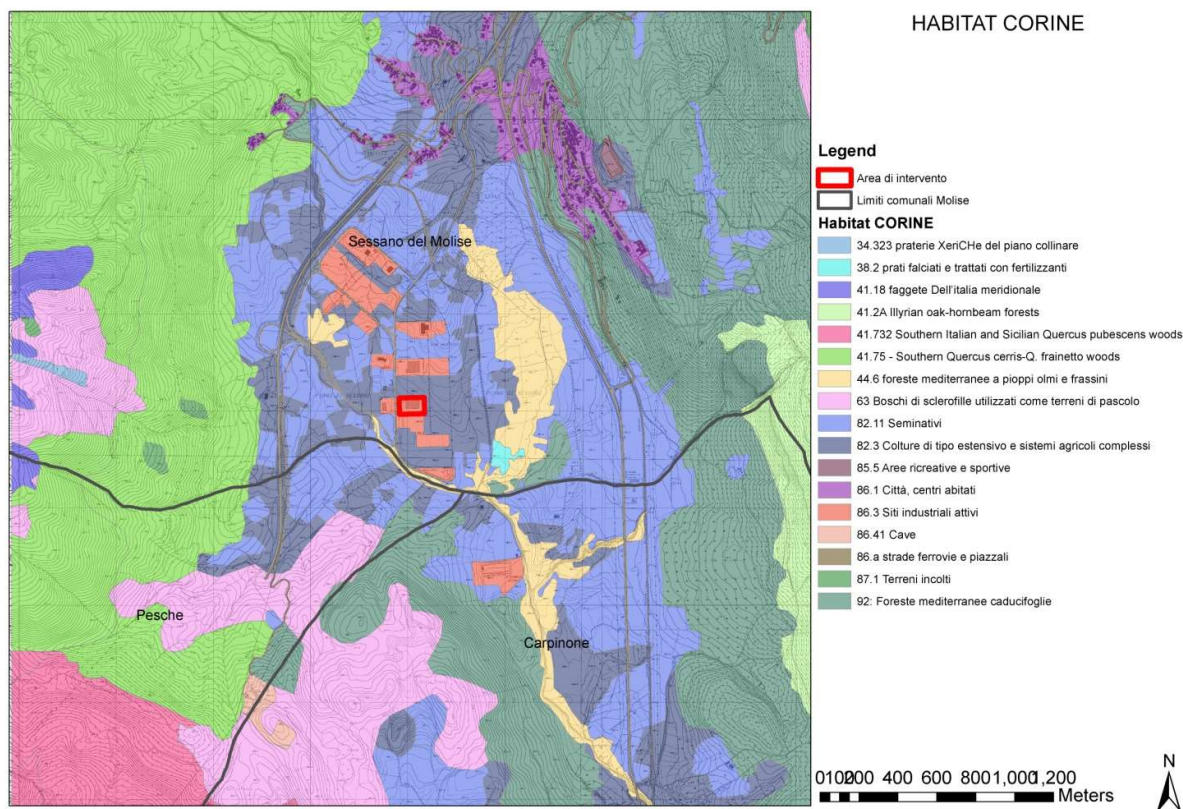 HABITAT CORINE
Sessano del Molise
Pesche
Carpinone
Legend
Area di intervento
Limiti comunali Molise
Habitat CORINE
34.323 praterie XeriCHe del piano collinare
38.2 prati falciati e trattati con fertilizzanti
41.18 faggete Dell'italia meridionale
41.2A Illyrian oak-hornbeam forests
41.732 Southern Italian and Sicilian Quercus pubescens woods
41.75 - Southern Quercus cerris-Q. frainetto woods
44.6 foreste mediterranee a pioppi olmi e frassini
63 Boschi di sclerofille utilizzati come terreni di pascolo
82.11 Seminativi
82.3 Colture di tipo estensivo e sistemi agricoli complessi
85.5 Aree ricreative e sportive
86.1 Città, centri abitati
86.3 Siti industriali attivi
86.41 Cave
86.a strade ferrovie e piazzali
87.1 Terreni incolti
92: Foreste mediterranee caducifoglie
N
0100200 400 600 800 1,000 1,200
Meters